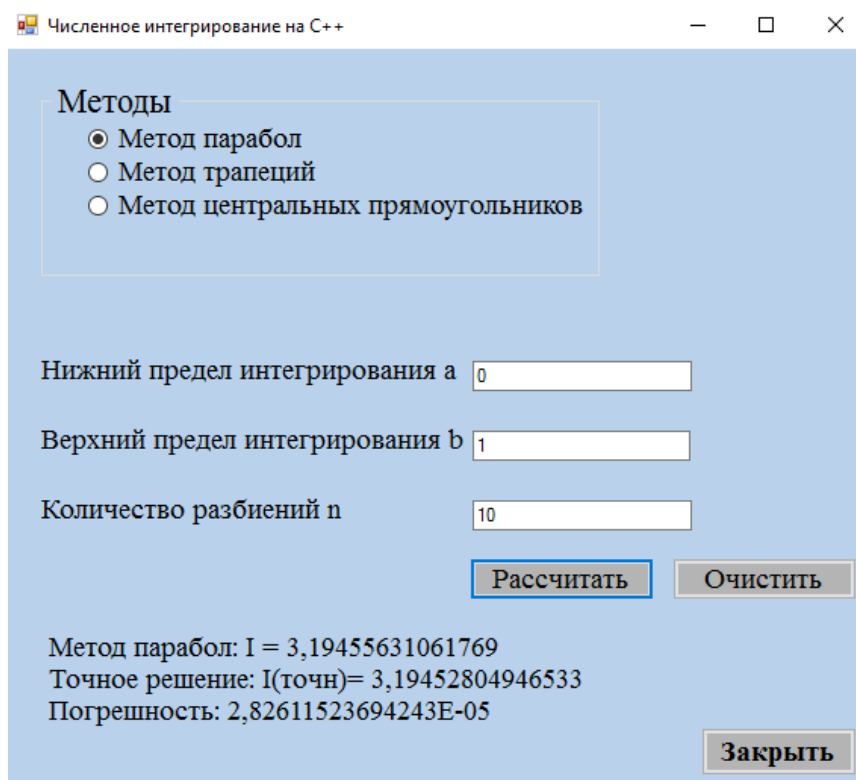 Численное интегрирование на C++
Методы
Метод парабол
Метод трапеций
Метод центральных прямоугольников
Нижний предел интегрирования a 0
Верхний предел интегрирования b 1
Количество разбиений n 10
Рассчитать Очистить
Метод парабол: I = 3,19455631061769
Точное решение: I(точн)= 3,19452804946533
Погрешность: 2,82611523694243E-05
Закрыть